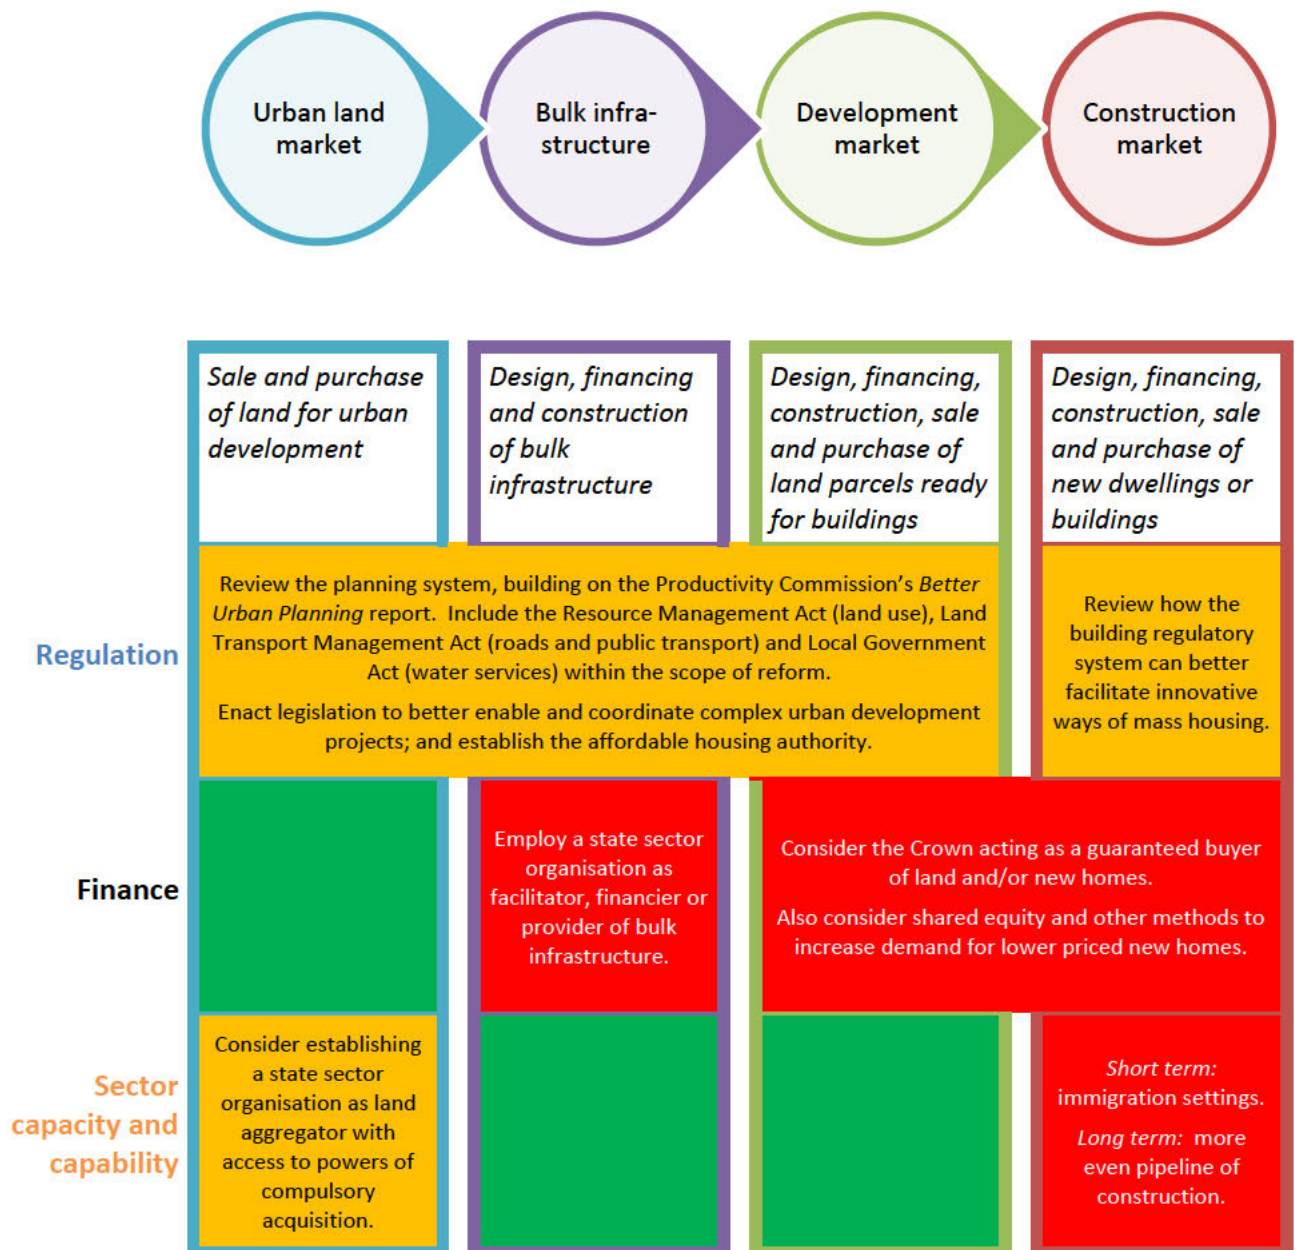 Urban land
market
Bulk infra-
structure
Development
market
Construction
market
Sale and purchase
of land for urban
development
Design, financing
and construction
of bulk
infrastructure
Design, financing,
construction, sale
and purchase of
land parcels ready
for buildings
Design, financing,
construction, sale
and purchase of
new dwellings or
buildings
Regulation
Review the planning system, building on the Productivity Commission’s Better
Urban Planning report.  Include the Resource Management Act (land use), Land
Transport Management Act (roads and public transport) and Local Government
Act (water services) within the scope of reform.
Enact legislation to better enable and coordinate complex urban development
projects; and establish the affordable housing authority.
Review how the
building regulatory
system can better
facilitate innovative
ways of mass housing.
Finance
Employ a state sector
organisation as
facilitator, financier or
provider of bulk
infrastructure.
Consider the Crown acting as a guaranteed buyer
of land and/or new homes.
Also consider shared equity and other methods to
increase demand for lower priced new homes.
Sector
capacity and
capability
Consider establishing
a state sector
organisation as land
aggregator with
access to powers of
compulsory
acquisition.
Short term:
immigration settings.
Long term:  more
even pipeline of
construction.